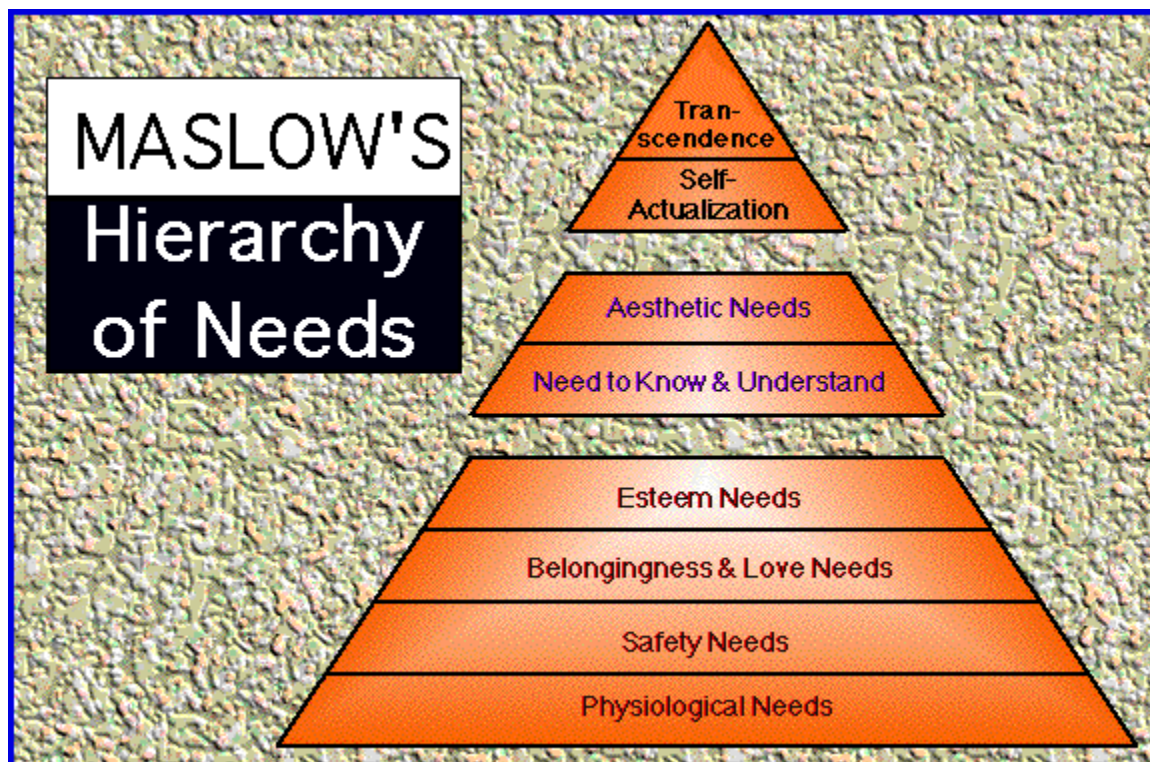 MASLOW'S
Hierarchy
of Needs
Tran-
scendence
Self-
Actualization
Aesthetic Needs
Need to Know & Understand
Esteem Needs
Belongingness & Love Needs
Safety Needs
Physiological Needs